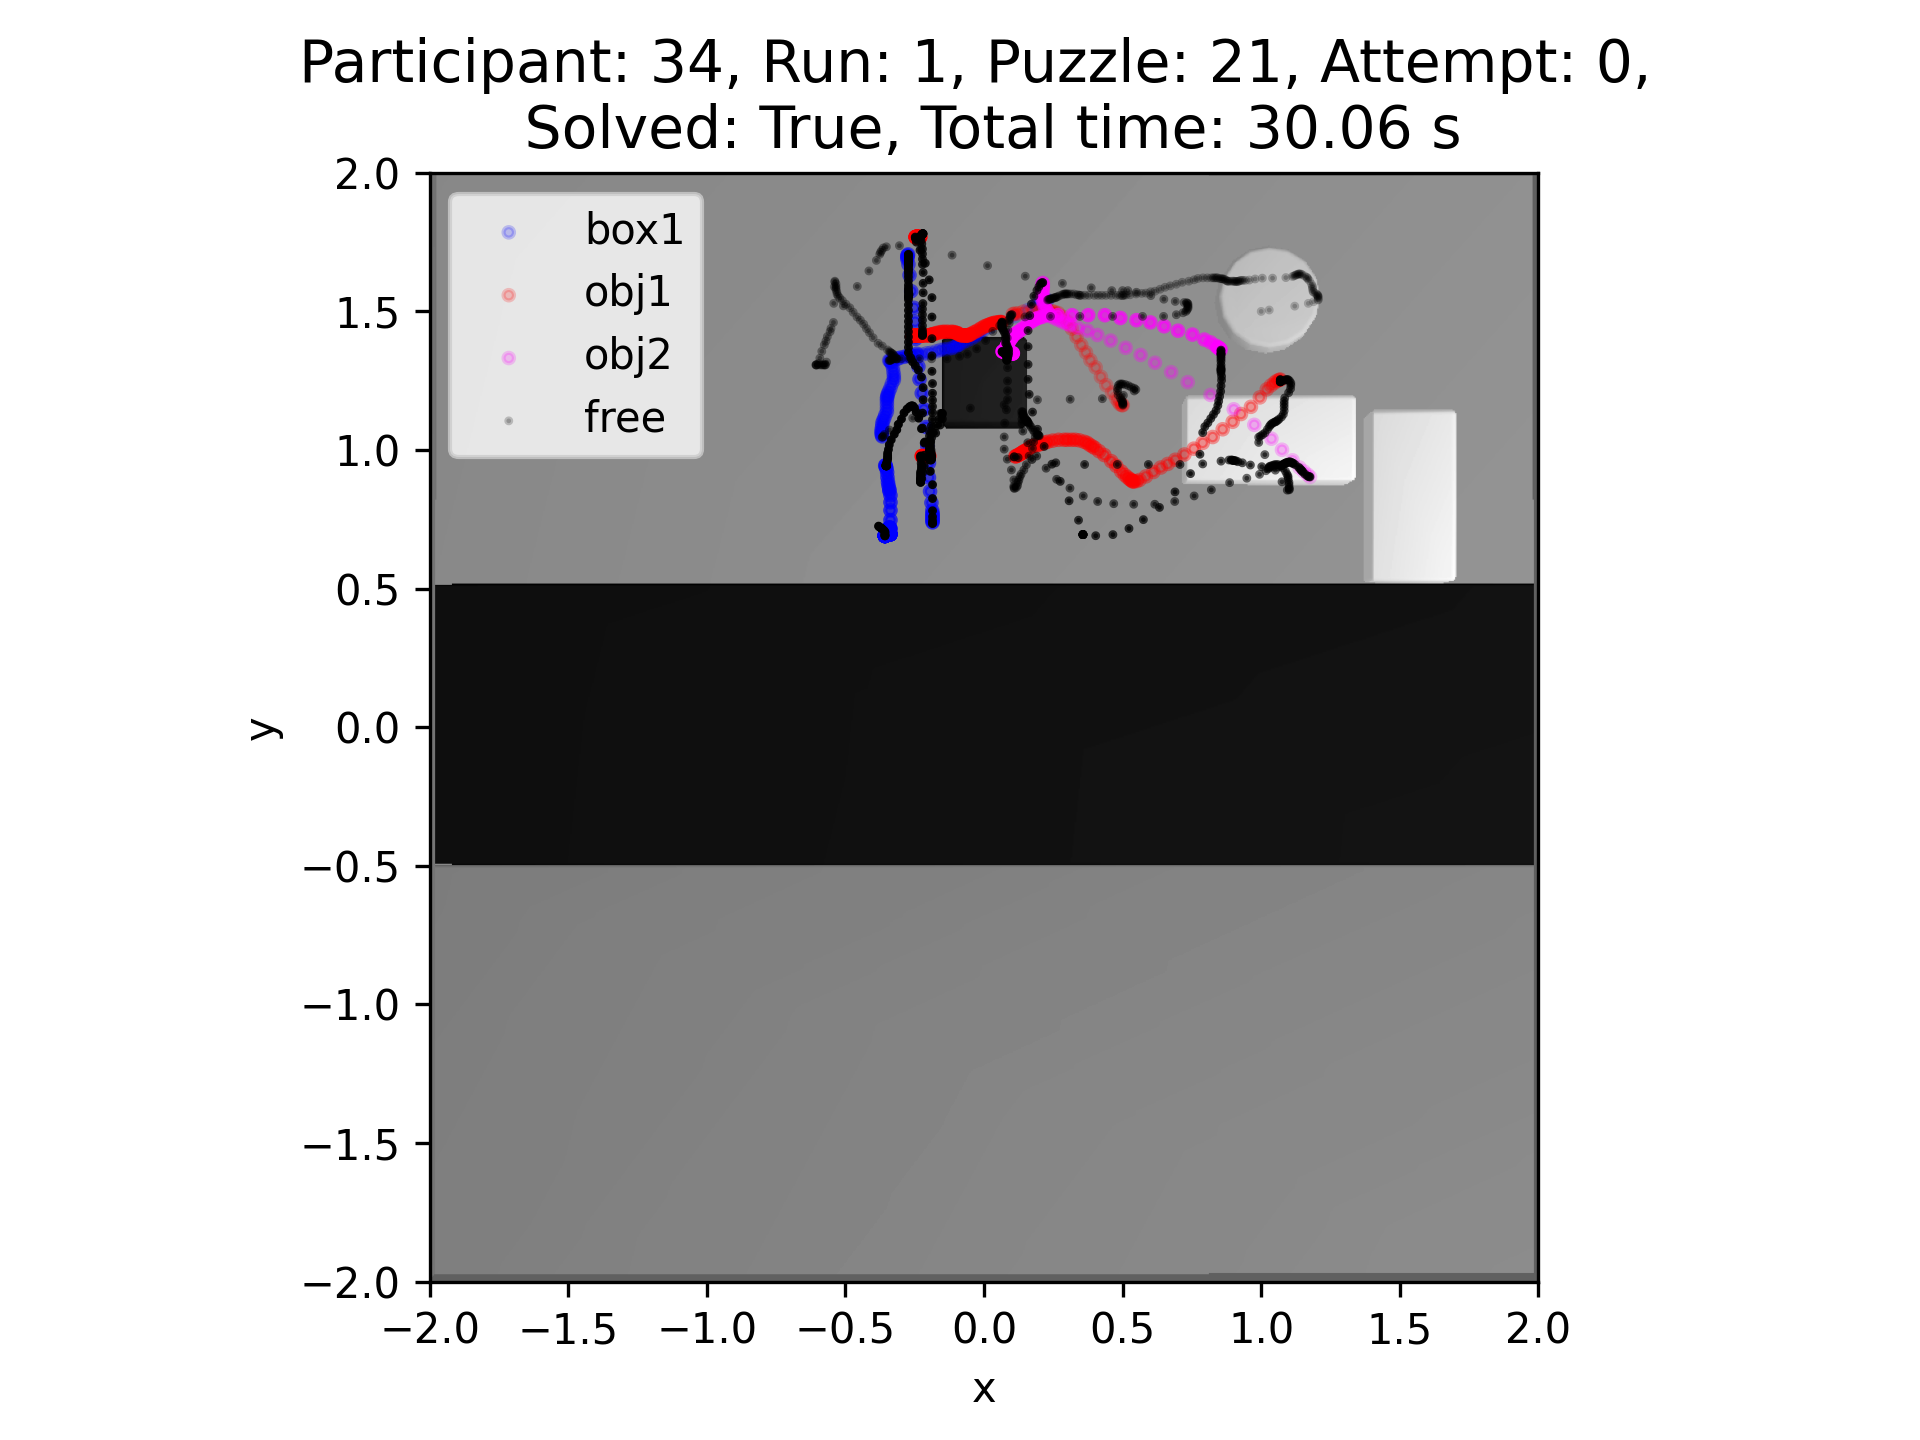 Participant: 34, Run: 1, Puzzle: 21, Attempt: 0,
Solved: True, Total time: 30.06 s
box1
obj1
obj2
free
2.0
1.5
1.0
0.5
0.0
−0.5
−1.0
−1.5
−2.0
y
−2.0 −1.5 −1.0 −0.5 0.0 0.5 1.0 1.5 2.0
x